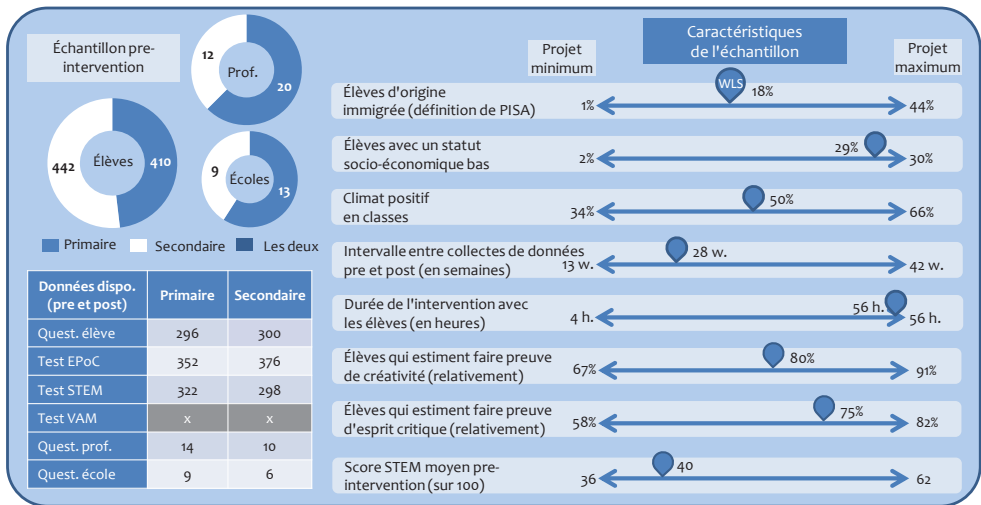 Échantillon pre-
intervention
12
Prof.
20
442
Élèves
410
9
Écoles
13
Primaire
Secondaire
Les deux
Données dispo.
(pre et post)
Primaire
Secondaire
Quest. élève
296
300
Test EPoC
352
376
Test STEM
322
298
Test VAM
x
x
Quest. prof.
14
10
Quest. école
9
6
Projet
minimum
Caractéristiques
de l'échantillon
Projet
maximum
Élèves d'origine
immigrée (définition de PISA)
1%
WLS
18%
44%
Élèves avec un statut
socio-économique bas
2%
29%
30%
Climat positif
en classes
34%
50%
66%
Intervalle entre collectes de données
pre et post (en semaines)
13 w.
28 w.
42 w.
Durée de l'intervention avec
les élèves (en heures)
4 h.
56 h.
56 h.
Élèves qui estiment faire preuve
de créativité (relativement)
67%
80%
91%
Élèves qui estiment faire preuve
d'esprit critique (relativement)
58%
75%
82%
Score STEM moyen pre-
intervention (sur 100)
36
40
62